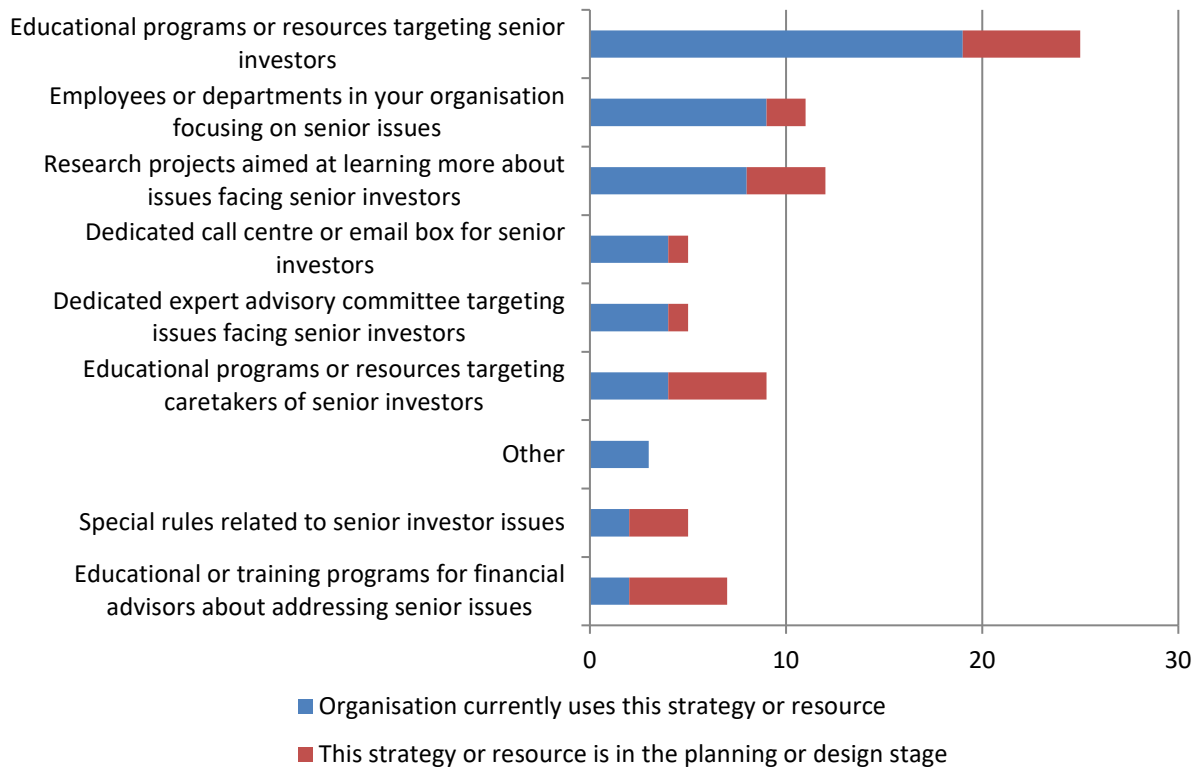 Educational programs or resources targeting senior
investors
Employees or departments in your organisation
focusing on senior issues
Research projects aimed at learning more about
issues facing senior investors
Dedicated call centre or email box for senior
investors
Dedicated expert advisory committee targeting
issues facing senior investors
Educational programs or resources targeting
caretakers of senior investors
Other
Special rules related to senior investor issues
Educational or training programs for financial
advisors about addressing senior issues
0 10 20 30
Organisation currently uses this strategy or resource
This strategy or resource is in the planning or design stage